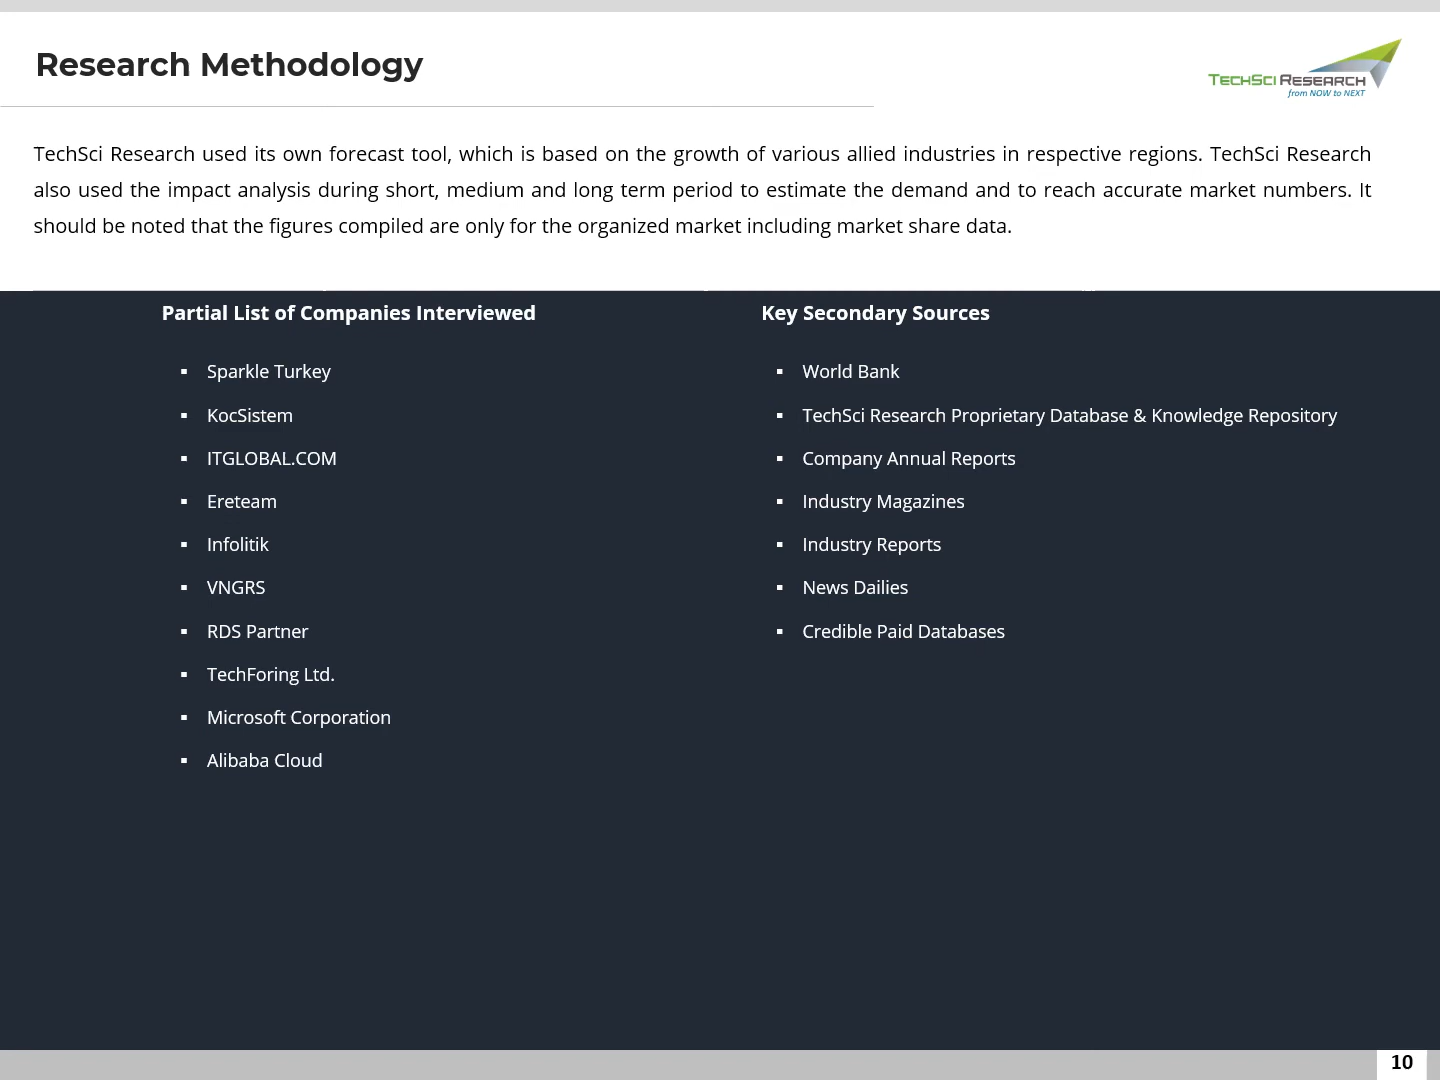 Research Methodology
TECHSCI RESEARCH
from NOW to NEXT
TechSci Research used its own forecast tool, which is based on the growth of various allied industries in respective regions. TechSci Research
also used the impact analysis during short, medium and long term period to estimate the demand and to reach accurate market numbers. It
should be noted that the figures compiled are only for the organized market including market share data.
Partial List of Companies Interviewed
▪ Sparkle Turkey
▪ KocSistem
▪ ITGLOBAL.COM
▪ Ereteam
▪ Infolitik
▪ VNGRS
▪ RDS Partner
▪ TechForing Ltd.
▪ Microsoft Corporation
▪ Alibaba Cloud
Key Secondary Sources
▪ World Bank
▪ TechSci Research Proprietary Database & Knowledge Repository
▪ Company Annual Reports
▪ Industry Magazines
▪ Industry Reports
▪ News Dailies
▪ Credible Paid Databases
10